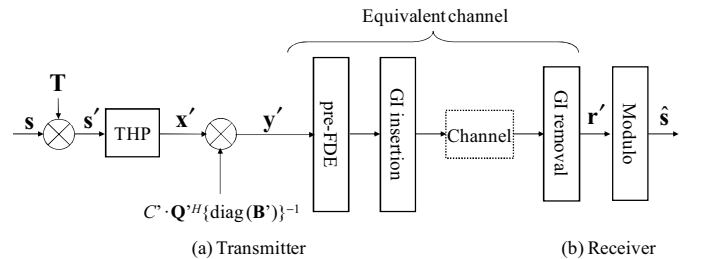 Equivalent channel
T
s
s′
THP
x′
y′
pre-FDE
GI insertion
Channel
GI removal
r′
Modulo
ŝ
C’·Q’ᴴ{diag(B’)}⁻¹
(a) Transmitter
(b) Receiver